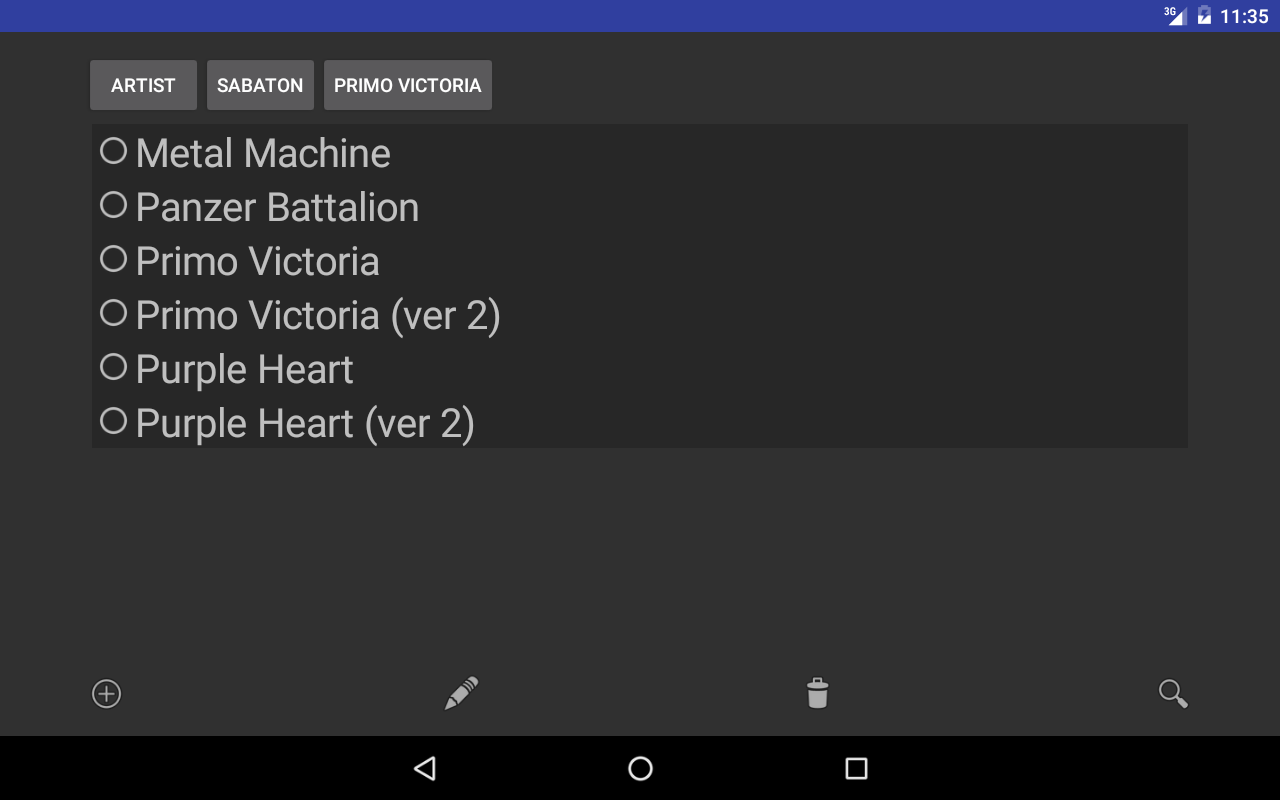 3G 11:35
ARTIST SABATON PRIMO VICTORIA
Metal Machine
Panzer Battalion
Primo Victoria
Primo Victoria (ver 2)
Purple Heart
Purple Heart (ver 2)